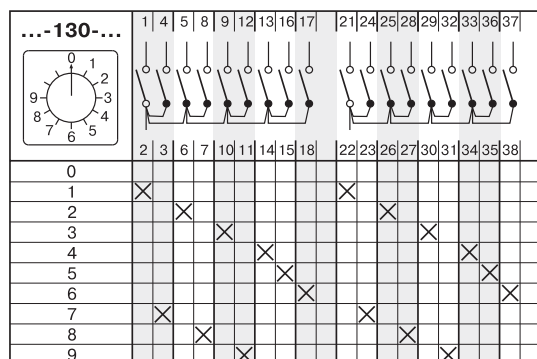 ...-130-...
1 4 5 8 9 12 13 16 17 21 24 25 28 29 32 33 36 37
0
9 1
8 2
7 3
6 4
5
2 3 6 7 10 11 14 15 18 22 23 26 27 30 31 34 35 38
0
1 X X
2 X X
3 X X
4 X X
5 X X
6 X X
7 X X
8 X X
9 X X